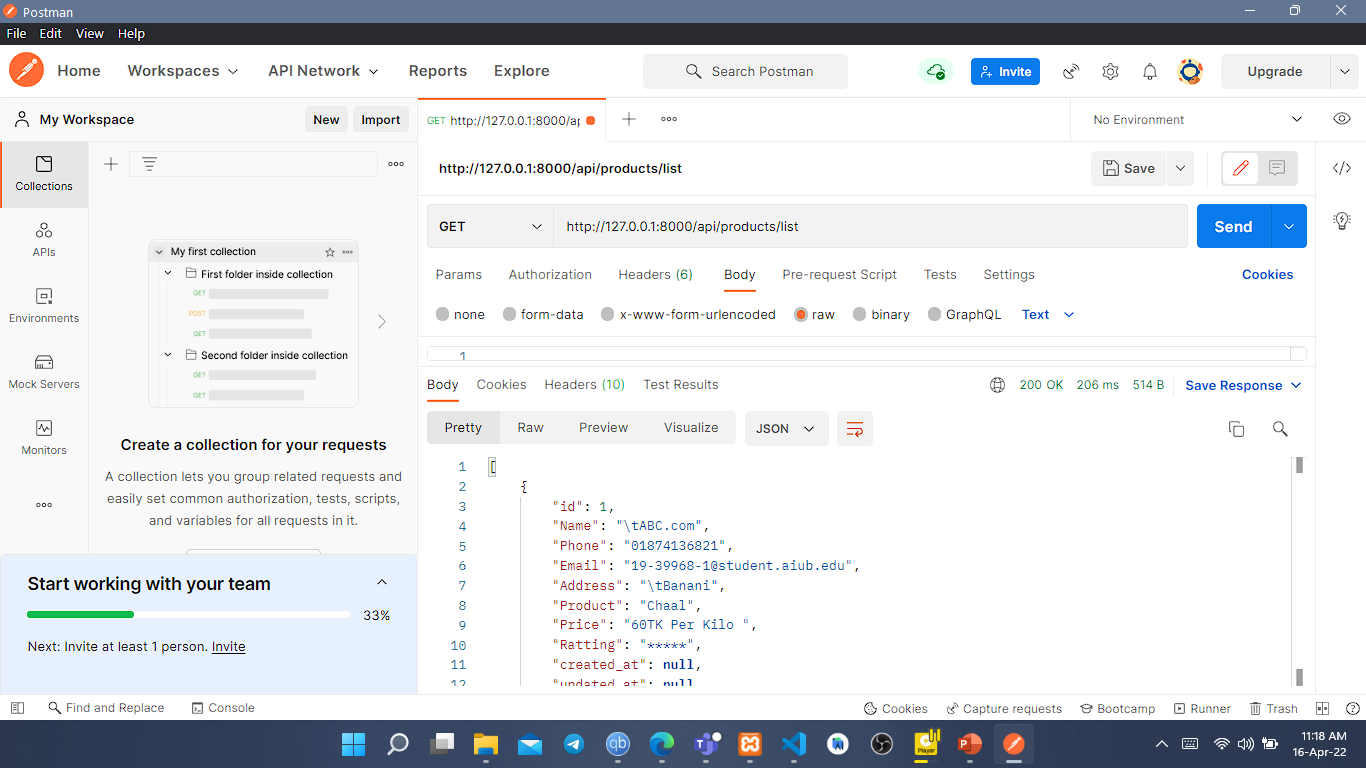 Postman
File Edit View Help
Home Workspaces API Network Reports Explore Search Postman Invite Upgrade
My Workspace New Import GET http://127.0.0.1:8000/ap No Environment
http://127.0.0.1:8000/api/products/list Save
Collections
APIs
Environments
Mock Servers
Monitors
My first collection
First folder inside collection
GET
POST
GET
Second folder inside collection
GET
GET
Create a collection for your requests
A collection lets you group related requests and
easily set common authorization, tests, scripts,
and variables for all requests in it.
Start working with your team
33%
Next: Invite at least 1 person. Invite
GET http://127.0.0.1:8000/api/products/list Send
Params Authorization Headers (6) Body Pre-request Script Tests Settings Cookies
none form-data x-www-form-urlencoded raw binary GraphQL Text
1
Body Cookies Headers (10) Test Results 200 OK 206 ms 514 B Save Response
Pretty Raw Preview Visualize JSON
1 [
2 {
3 "id": 1,
4 "Name": "\tABC.com",
5 "Phone": "01874136821",
6 "Email": "19-39968-1@student.aiub.edu",
7 "Address": "\tBanani",
8 "Product": "Chaal",
9 "Price": "60TK Per Kilo ",
10 "Ratting": "*****",
11 "created_at": null,
12 "updated_at": null
Find and Replace Console Cookies Capture requests Bootcamp Runner Trash
qb Player P 11:18 AM
16-Apr-22